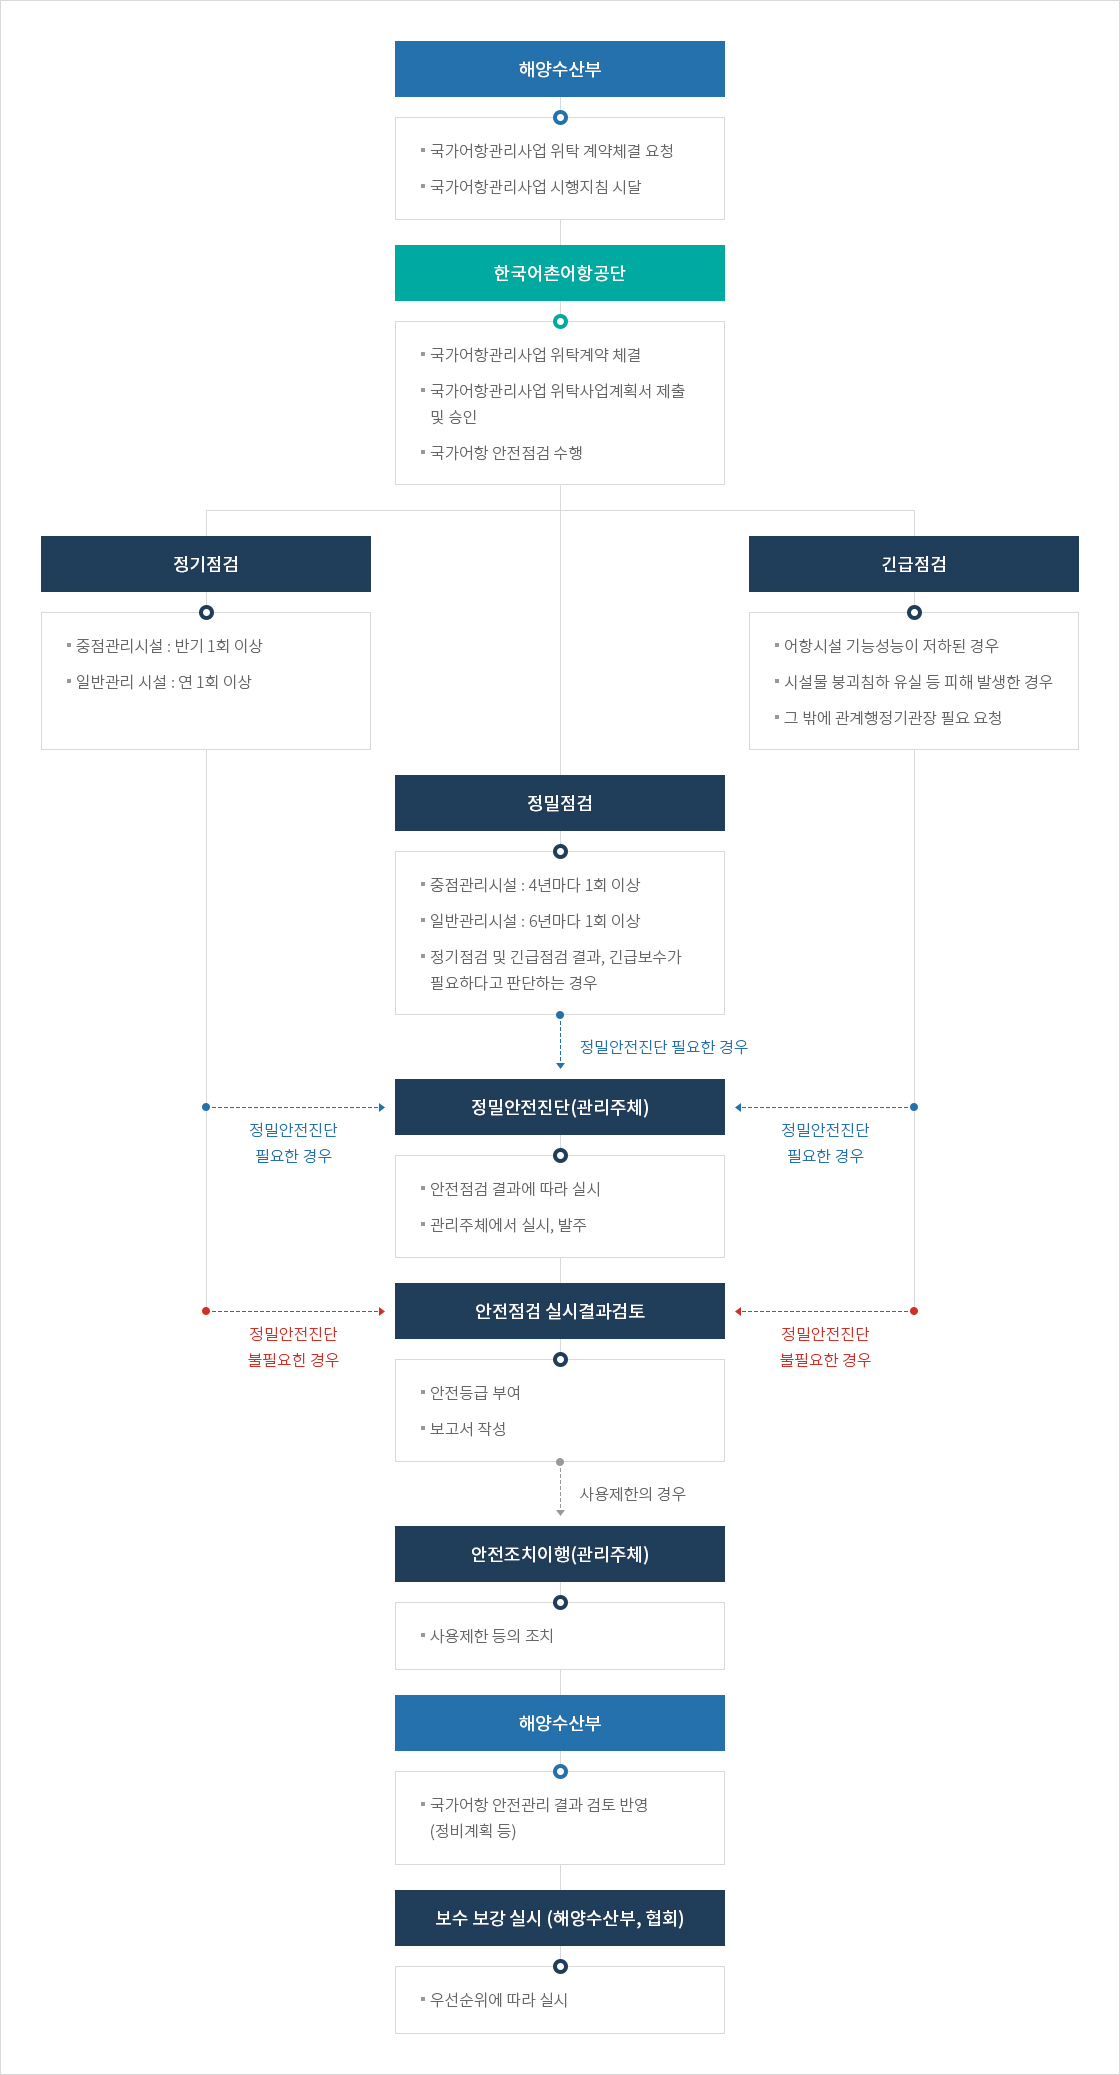 해양수산부
국가어항관리사업 위탁 계약체결 요청
국가어항관리사업 시행지침 시달
한국어촌어항공단
국가어항관리사업 위탁계약 체결
국가어항관리사업 위탁사업계획서 제출
및 승인
국가어항 안전점검 수행
정기점검
중점관리시설 : 반기 1회 이상
일반관리 시설 : 연 1회 이상
긴급점검
어항시설 기능성능이 저하된 경우
시설물 붕괴침하 유실 등 피해 발생한 경우
그 밖에 관계행정기관장 필요 요청
정밀점검
중점관리시설 : 4년마다 1회 이상
일반관리시설 : 6년마다 1회 이상
정기점검 및 긴급점검 결과, 긴급보수가
필요하다고 판단하는 경우
정밀안전진단 필요한 경우
정밀안전진단(관리주체)
정밀안전진단
필요한 경우
정밀안전진단
필요한 경우
안전점검 결과에 따라 실시
관리주체에서 실시, 발주
안전점검 실시결과검토
정밀안전진단
불필요힌 경우
정밀안전진단
불필요한 경우
안전등급 부여
보고서 작성
사용제한의 경우
안전조치이행(관리주체)
사용제한 등의 조치
해양수산부
국가어항 안전관리 결과 검토 반영
(정비계획 등)
보수 보강 실시 (해양수산부, 협회)
우선순위에 따라 실시